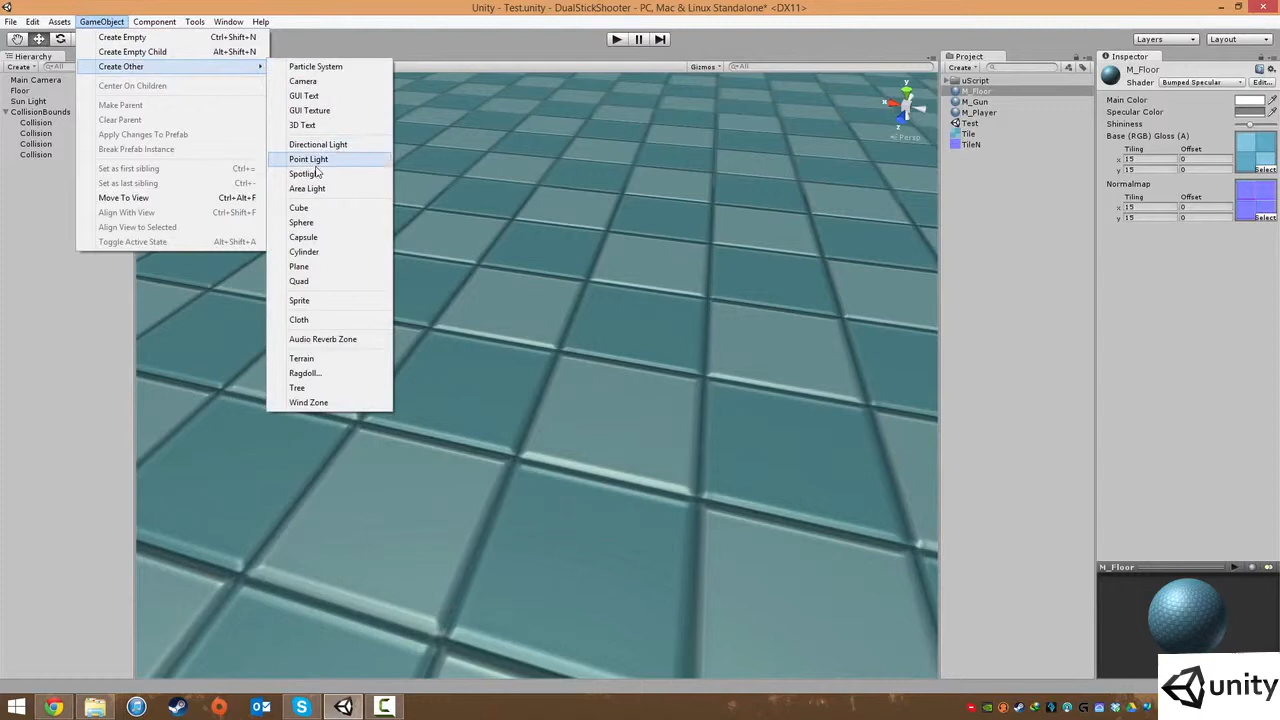 Unity - Test.unity - DualStickShooter - PC, Mac & Linux Standalone* <DX11>
File Edit Assets GameObject Component Tools Window Help
Layers Layout
Create Empty Ctrl+Shift+N
Create Empty Child Alt+Shift+N
Create Other
Center On Children
Make Parent
Clear Parent
Apply Changes To Prefab
Break Prefab Instance
Set as first sibling Ctrl+=
Set as last sibling Ctrl+-
Move To View Ctrl+Alt+F
Align With View Ctrl+Shift+F
Align View to Selected
Toggle Active State Alt+Shift+A
Particle System
Camera
GUI Text
GUI Texture
3D Text
Directional Light
Point Light
Spotlight
Area Light
Cube
Sphere
Capsule
Cylinder
Plane
Quad
Sprite
Cloth
Audio Reverb Zone
Terrain
Ragdoll...
Tree
Wind Zone
Hierarchy
Create All
Main Camera
Floor
Sun Light
CollisionBounds
Collision
Collision
Collision
Collision
Gizmos All
Persp
Project
Create
uScript
M_Floor
M_Gun
M_Player
Test
Tile
TileN
Inspector
M_Floor
Shader Bumped Specular Edit...
Main Color
Specular Color
Shininess
Base (RGB) Gloss (A)
Tiling Offset
x 15 0
y 15 0
Select
Normalmap
Tiling Offset
x 15 0
y 15 0
Select
M_Floor
unity